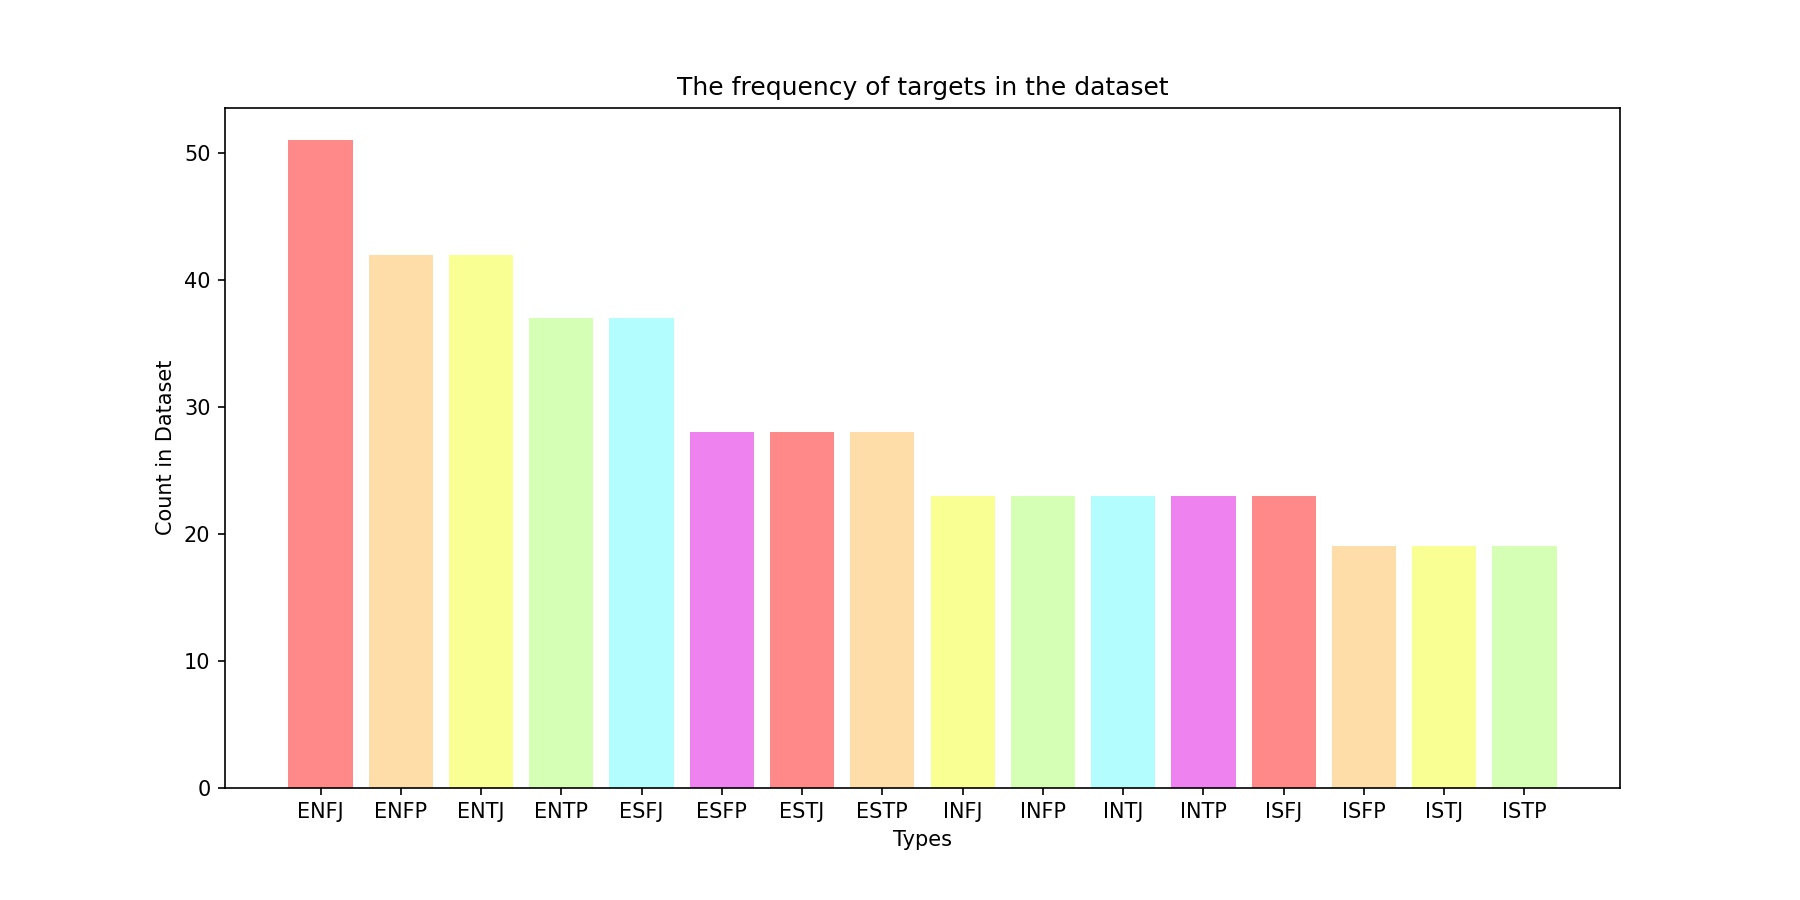 The frequency of targets in the dataset
Count in Dataset
50
40
30
20
10
0
ENFJ ENFP ENTJ ENTP ESFJ ESFP ESTJ ESTP INFJ INFP INTJ INTP ISFJ ISFP ISTJ ISTP
Types